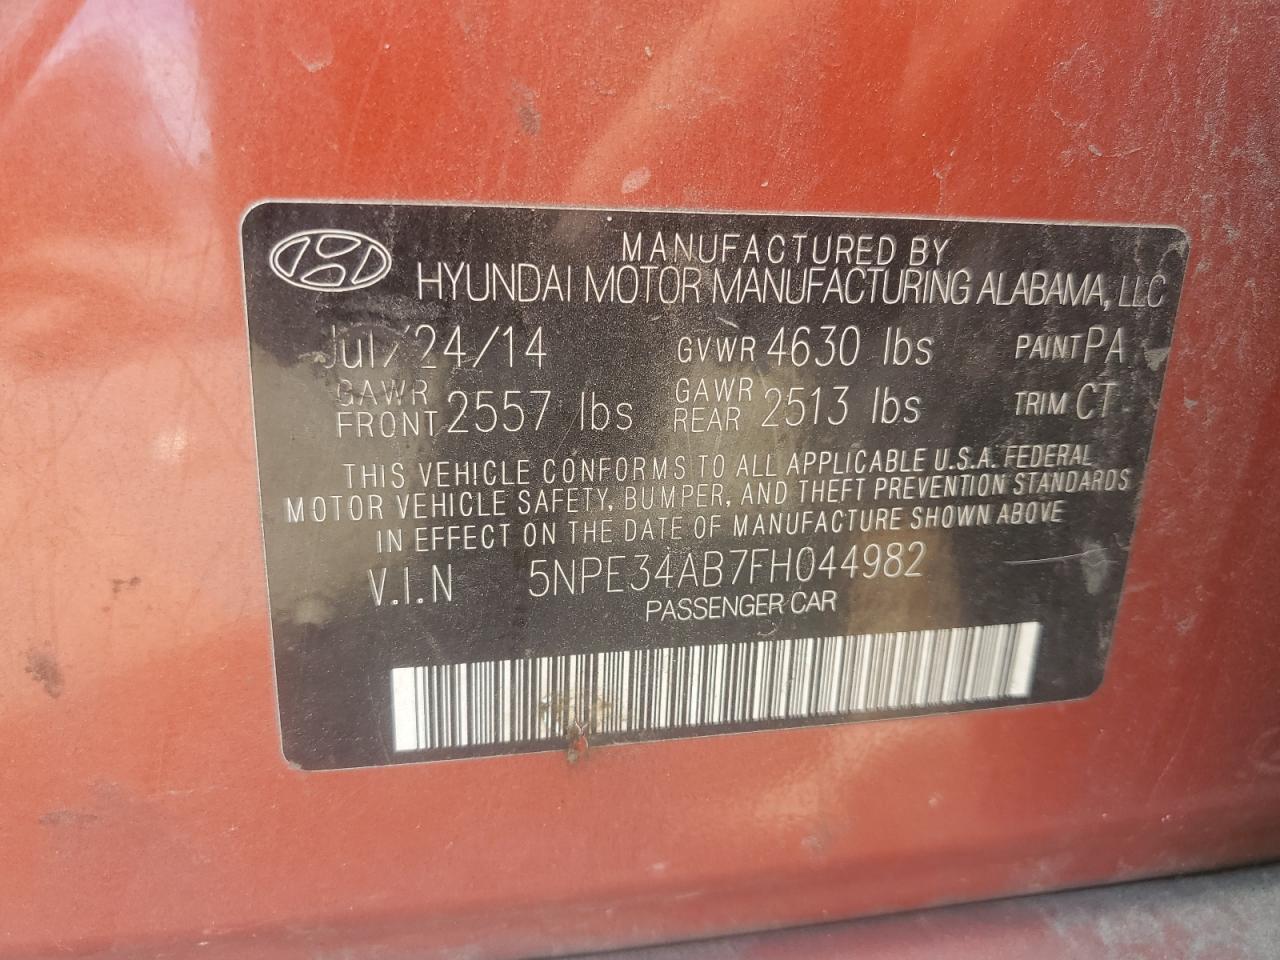 MANUFACTURED BY
HYUNDAI MOTOR MANUFACTURING ALABAMA, LLC
Jul/24/14 GVWR 4630 lbs PAINT PA
GAWR FRONT 2557 lbs GAWR REAR 2513 lbs TRIM CT
THIS VEHICLE CONFORMS TO ALL APPLICABLE U.S.A. FEDERAL
MOTOR VEHICLE SAFETY, BUMPER, AND THEFT PREVENTION STANDARDS
IN EFFECT ON THE DATE OF MANUFACTURE SHOWN ABOVE
V.I.N 5NPE34AB7FH044982
PASSENGER CAR